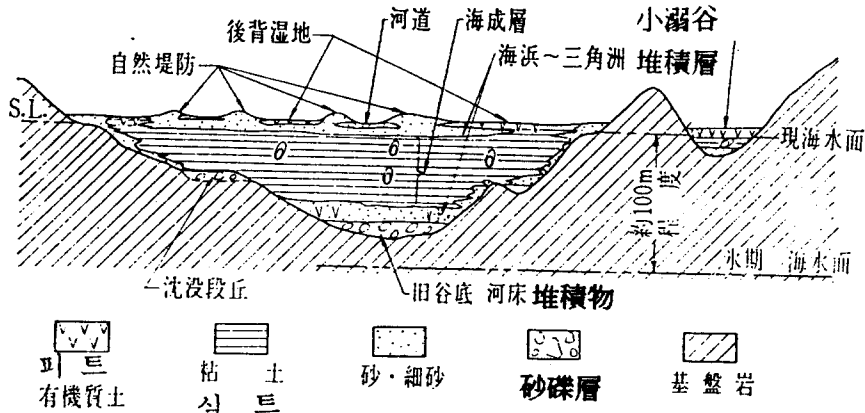 後背湿地
河道
海成層
小溺谷
堆積層
自然堤防
海浜～三角洲
S.L.
現海水面
約100m程度
氷期 海水面
沈没段丘
旧谷底 河床 堆積物
피 트
有機質土
粘 土
실 트
砂・細砂
砂礫層
基盤岩